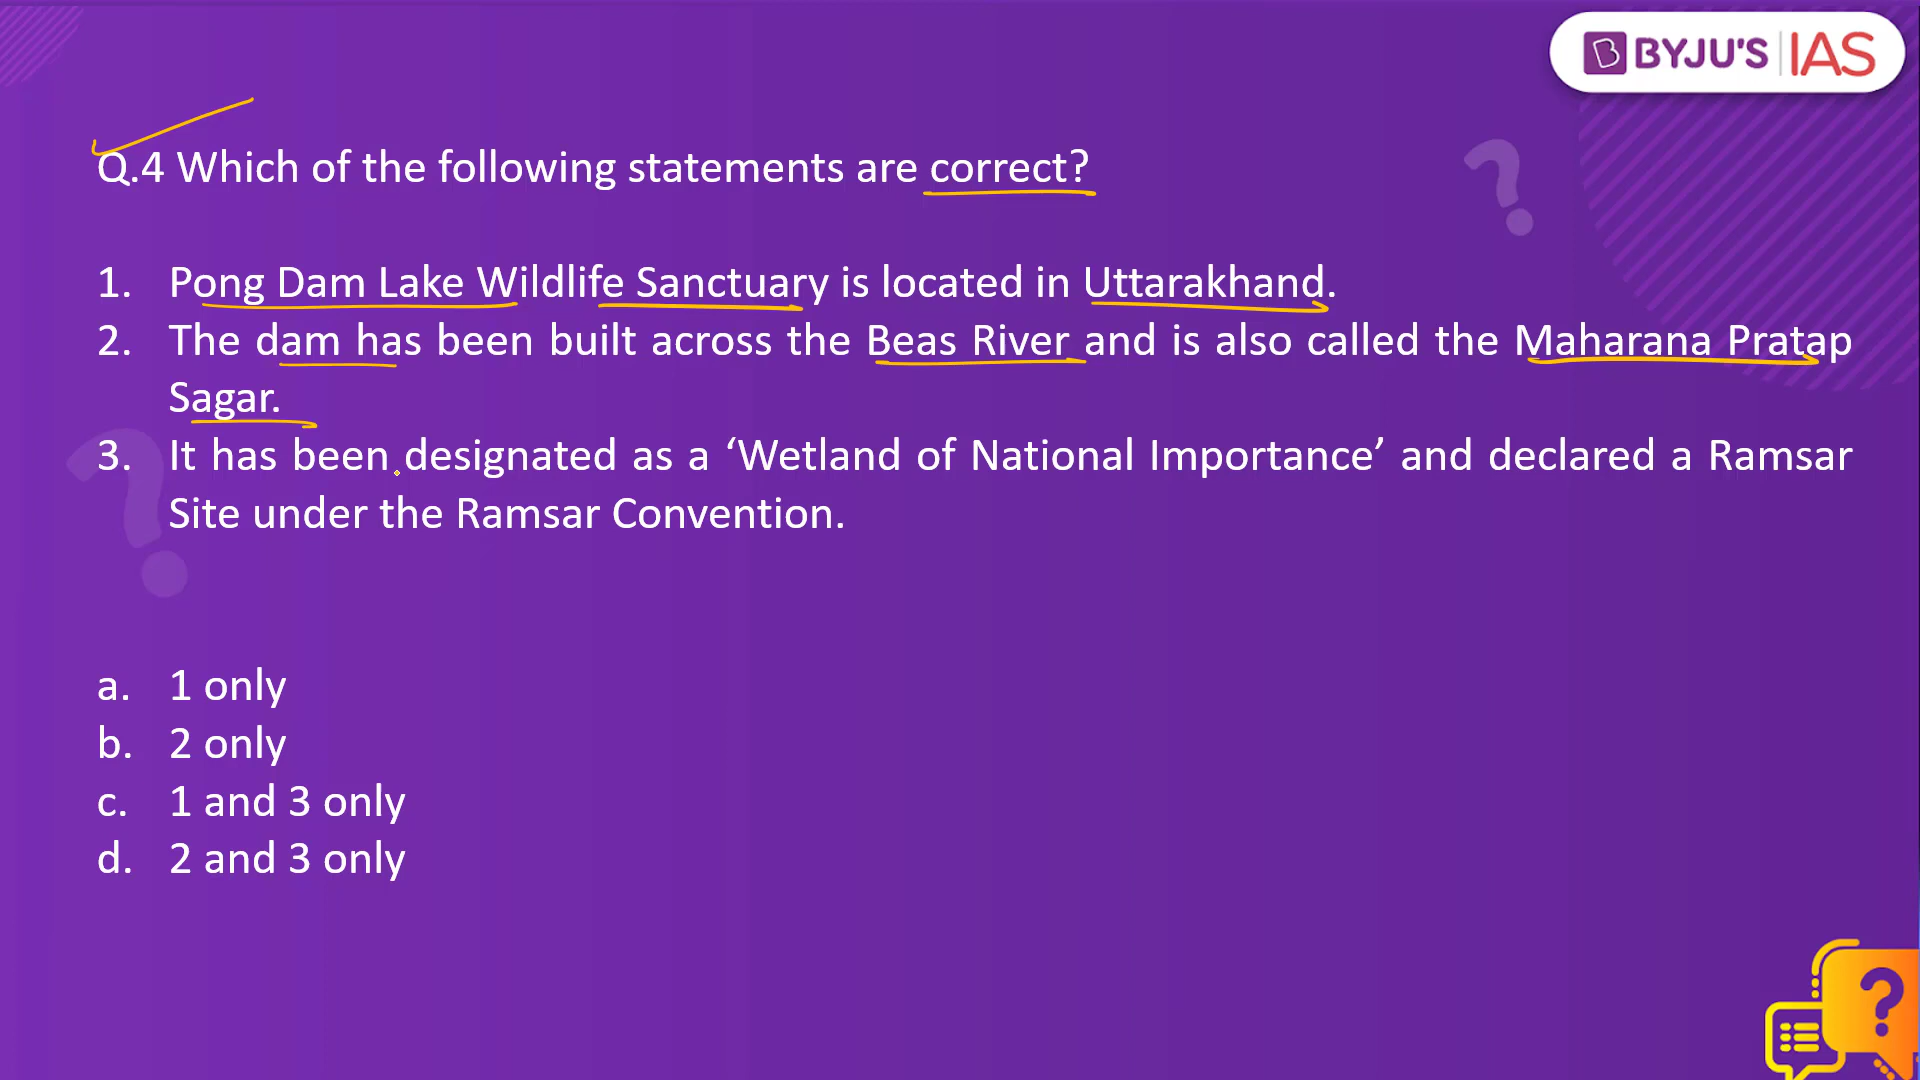 BYJU'S IAS
Q.4 Which of the following statements are correct?
1. Pong Dam Lake Wildlife Sanctuary is located in Uttarakhand.
2. The dam has been built across the Beas River and is also called the Maharana Pratap
Sagar.
3. It has been designated as a ‘Wetland of National Importance’ and declared a Ramsar
Site under the Ramsar Convention.
a. 1 only
b. 2 only
c. 1 and 3 only
d. 2 and 3 only